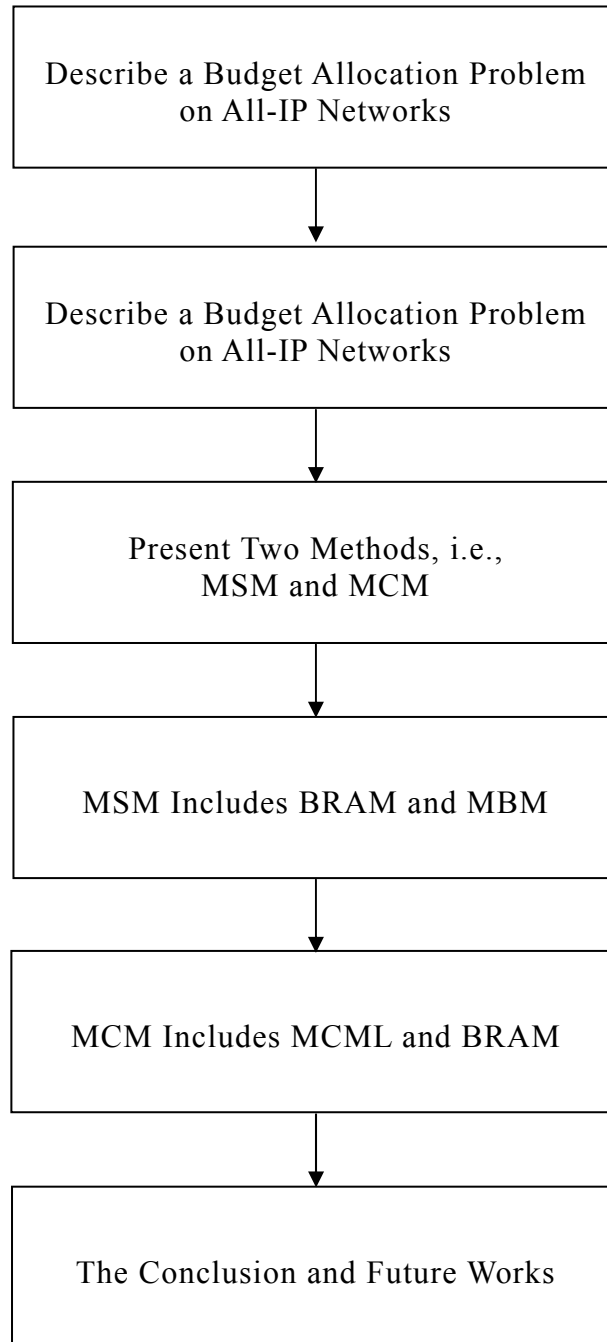 Describe a Budget Allocation Problem
on All-IP Networks
Describe a Budget Allocation Problem
on All-IP Networks
Present Two Methods, i.e.,
MSM and MCM
MSM Includes BRAM and MBM
MCM Includes MCML and BRAM
The Conclusion and Future Works